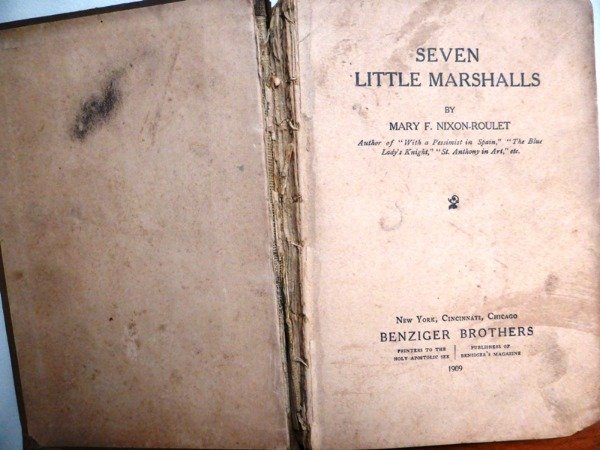 SEVEN
LITTLE MARSHALLS
BY
MARY F. NIXON-ROULET
Author of "With a Pessimist in Spain," "The Blue
Lady's Knight," "St. Anthony in Art," etc.
NEW YORK, CINCINNATI, CHICAGO
BENZIGER BROTHERS
PRINTERS TO THE
HOLY APOSTOLIC SEE
PUBLISHERS OF
BENZIGER'S MAGAZINE
1909